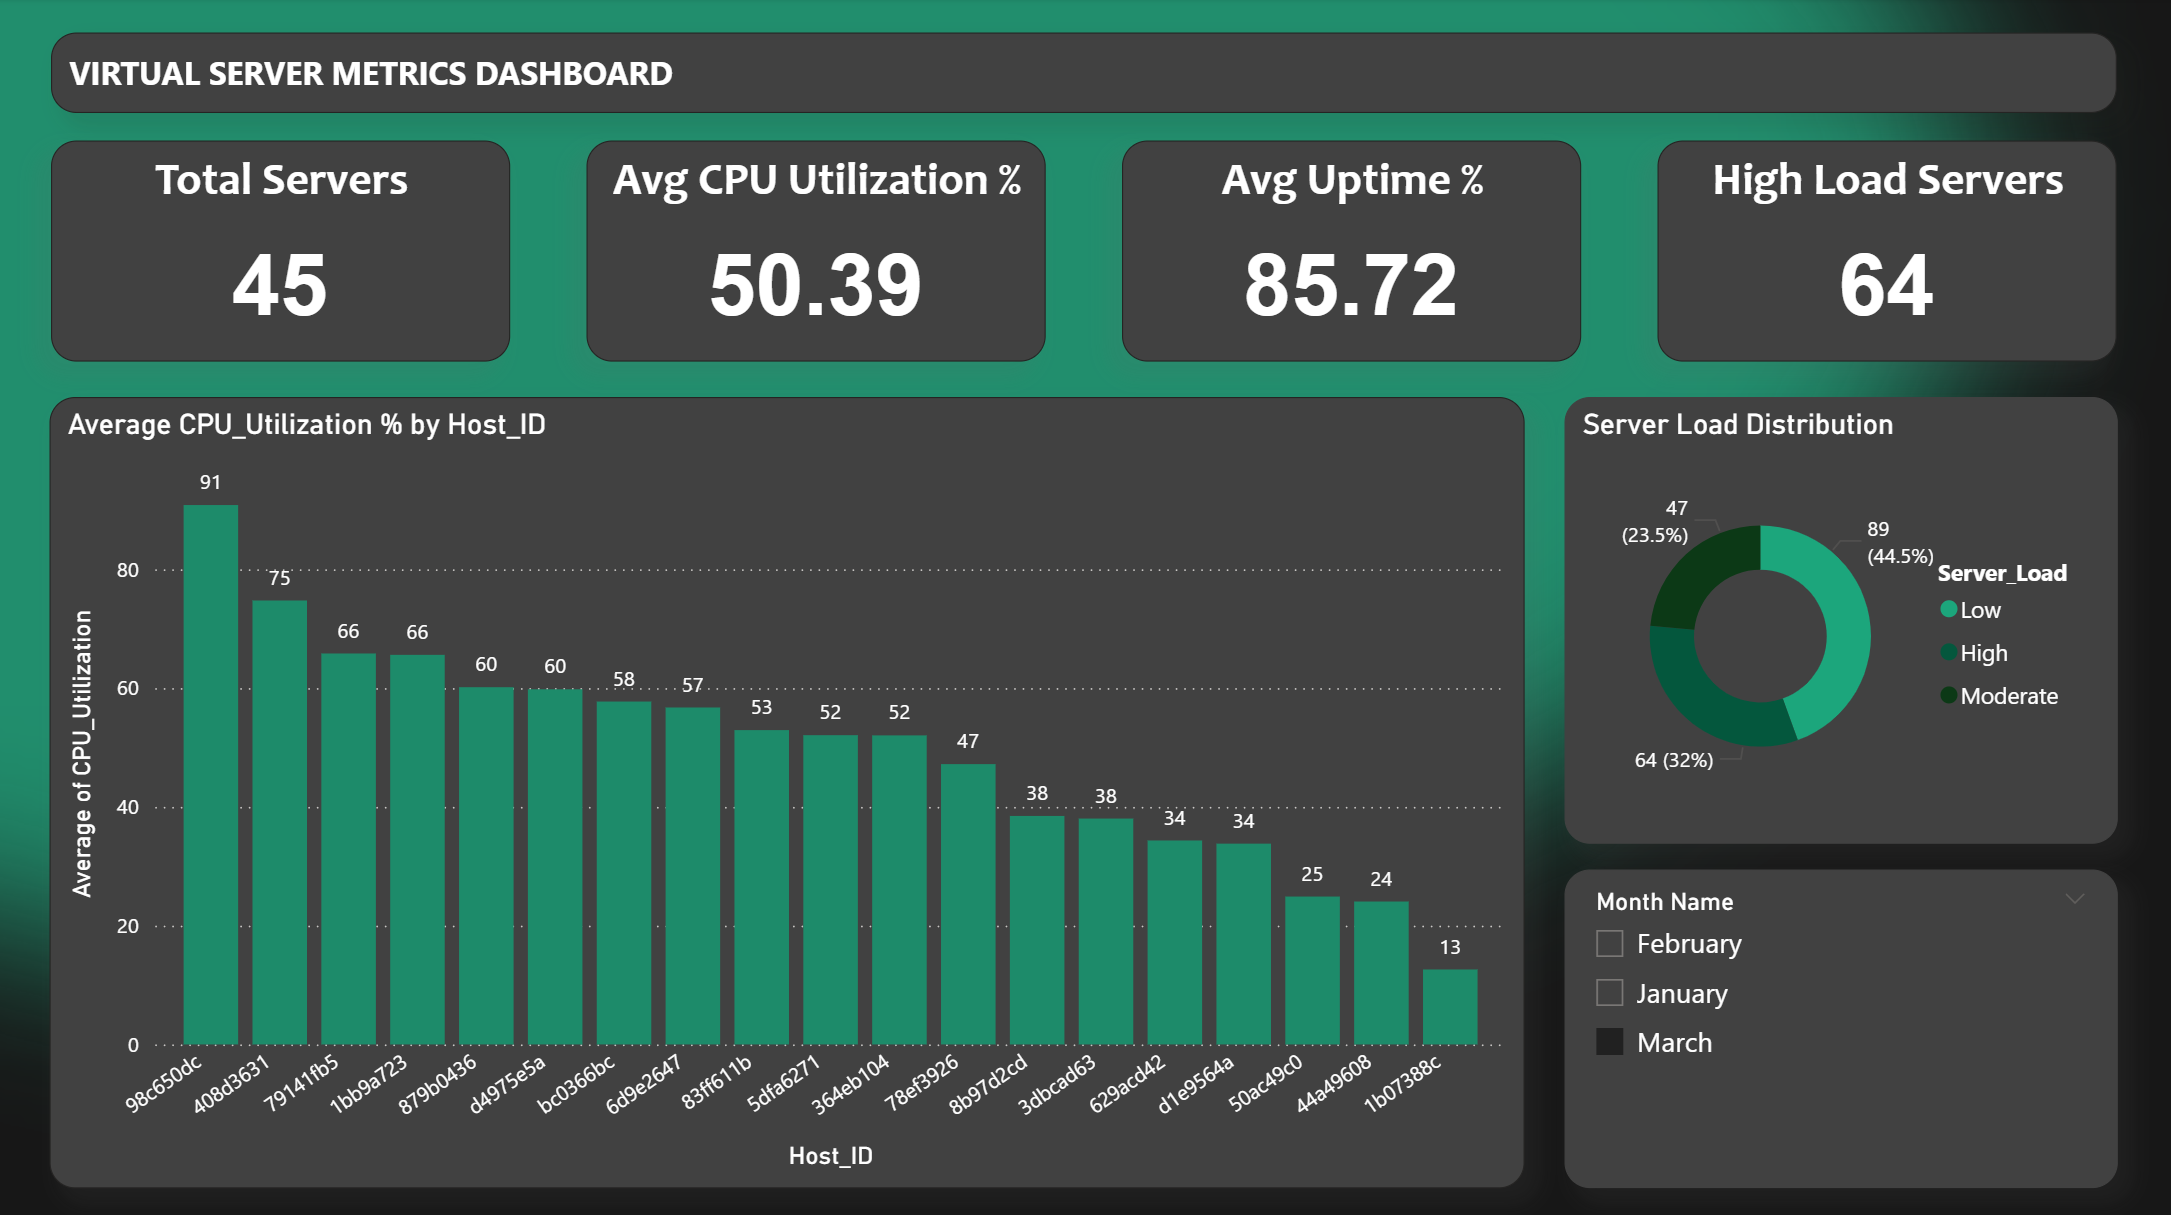 VIRTUAL SERVER METRICS DASHBOARD
Total Servers
45
Avg CPU Utilization %
50.39
Avg Uptime %
85.72
High Load Servers
64
Average CPU_Utilization % by Host_ID
Average of CPU_Utilization
80
60
40
20
0
91
75
66
66
60
60
58
57
53
52
52
47
38
38
34
34
25
24
13
98c650dc
408d3631
79141fb5
1bb9a723
879b0436
d4975e5a
bc0366bc
6d9e2647
83ff611b
5dfa6271
364eb104
78ef3926
8b97d2cd
3dbcad63
629acd42
d1e9564a
50ac49c0
44a49608
1b07388c
Host_ID
Server Load Distribution
47
(23.5%)
89
(44.5%)
64 (32%)
Server_Load
Low
High
Moderate
Month Name
February
January
March